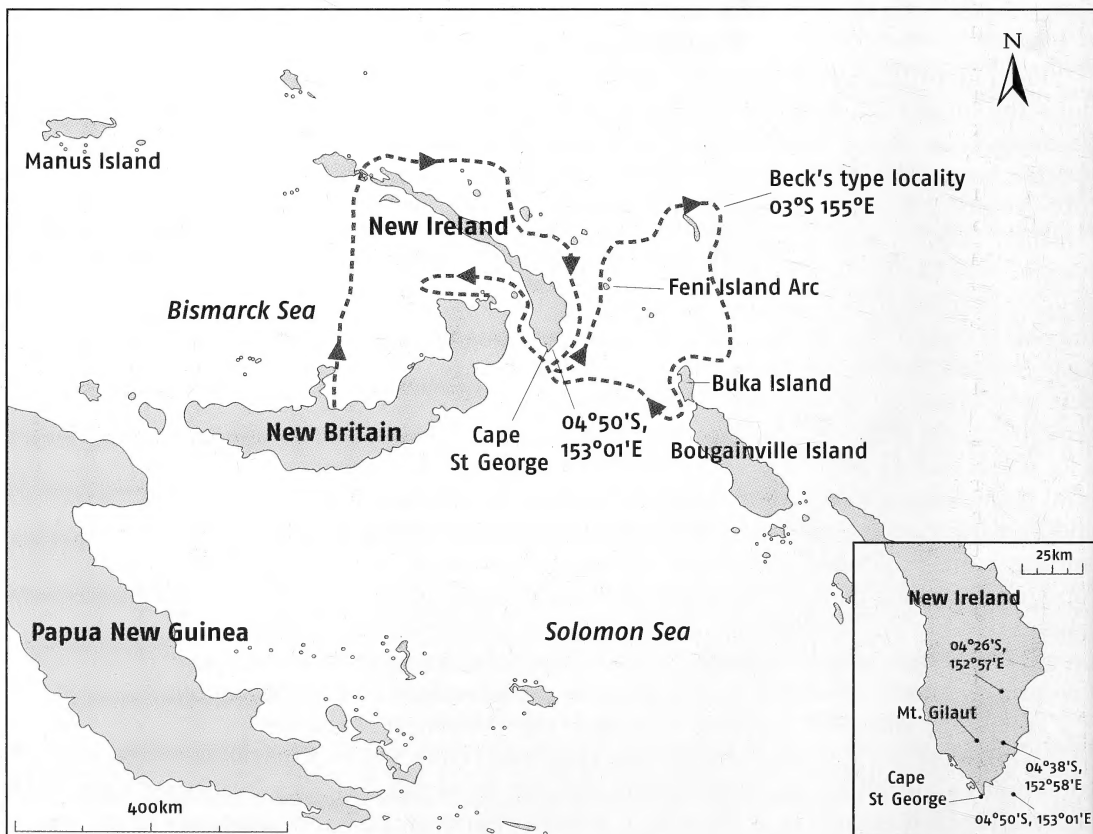 N
Manus Island
Beck's type locality
03°S 155°E
New Ireland
Feni Island Arc
Bismarck Sea
Buka Island
New Britain
Cape
St George
04°50'S,
153°01'E
Bougainville Island
25km
New Ireland
Papua New Guinea
Solomon Sea
04°26'S,
152°57'E
Mt. Gilaut
04°38'S,
152°58'E
Cape
St George
04°50'S, 153°01'E
400km